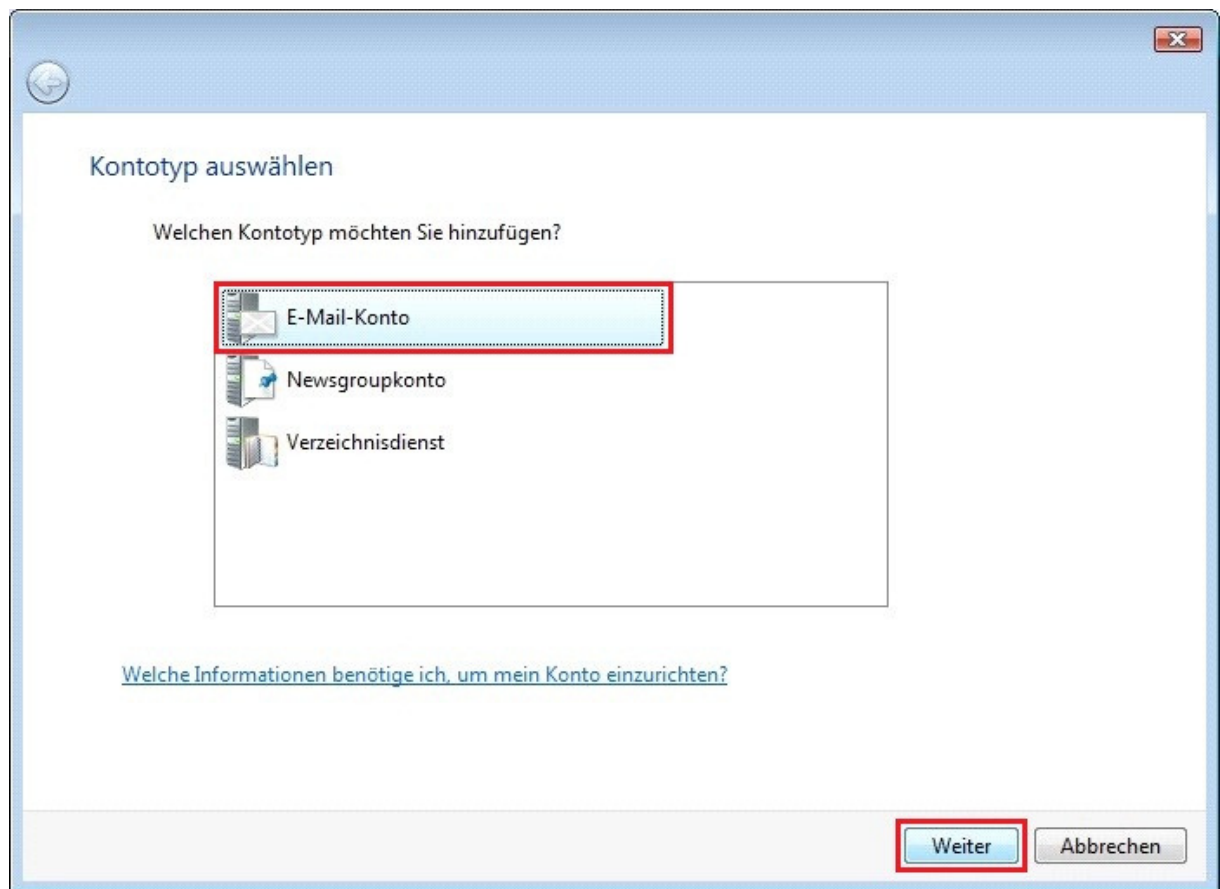 Kontotyp auswählen
Welchen Kontotyp möchten Sie hinzufügen?
E-Mail-Konto
Newsgroupkonto
Verzeichnisdienst
Welche Informationen benötige ich, um mein Konto einzurichten?
Weiter
Abbrechen